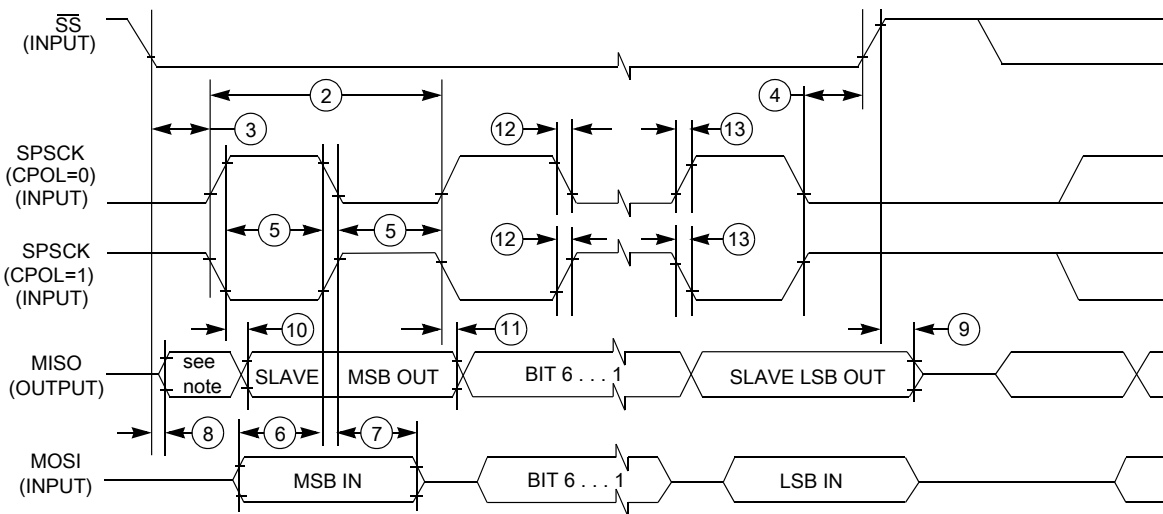 SS
(INPUT)
2
4
3
12
13
SPSCK
(CPOL=0)
(INPUT)
5
5
SPSCK
(CPOL=1)
(INPUT)
12
13
10
11
9
MISO
(OUTPUT)
see
note
SLAVE
MSB OUT
BIT 6 . . . 1
SLAVE LSB OUT
8
6
7
MOSI
(INPUT)
MSB IN
BIT 6 . . . 1
LSB IN